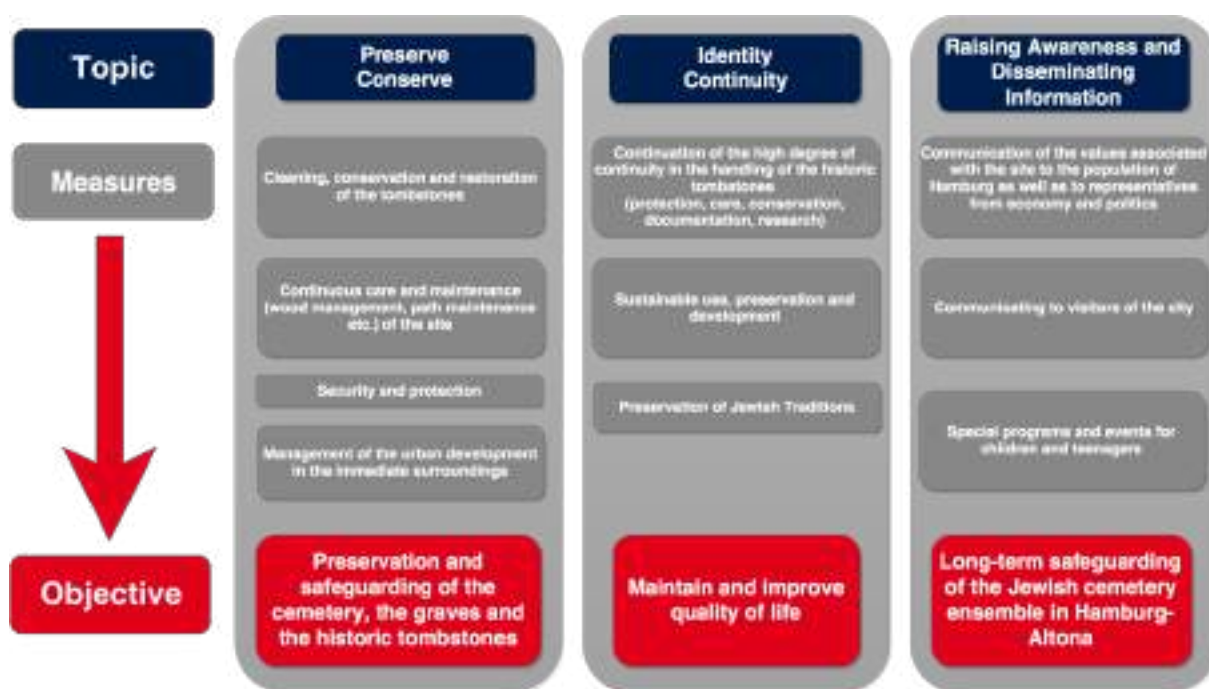 Topic
Measures
Objective
Preserve
Conserve
Cleaning, conservation and restoration
of the tombstones
Continuous care and maintenance
(wood management, path maintenance
etc.) of the site
Security and protection
Management of the urban development
in the immediate surroundings
Preservation and
safeguarding of the
cemetery, the graves and
the historic tombstones
Identity
Continuity
Continuation of the high degree of
continuity in the handling of the historic
tombstones
(protection, care, conservation,
documentation, research)
Sustainable use, preservation and
development
Preservation of Jewish Traditions
Maintain and improve
quality of life
Raising Awareness and
Disseminating
Information
Communication of the values associated
with the site to the population of
Hamburg as well as to representatives
from economy and politics
Communicating to visitors of the city
Special programs and events for
children and teenagers
Long-term safeguarding
of the Jewish cemetery
ensemble in Hamburg-
Altona